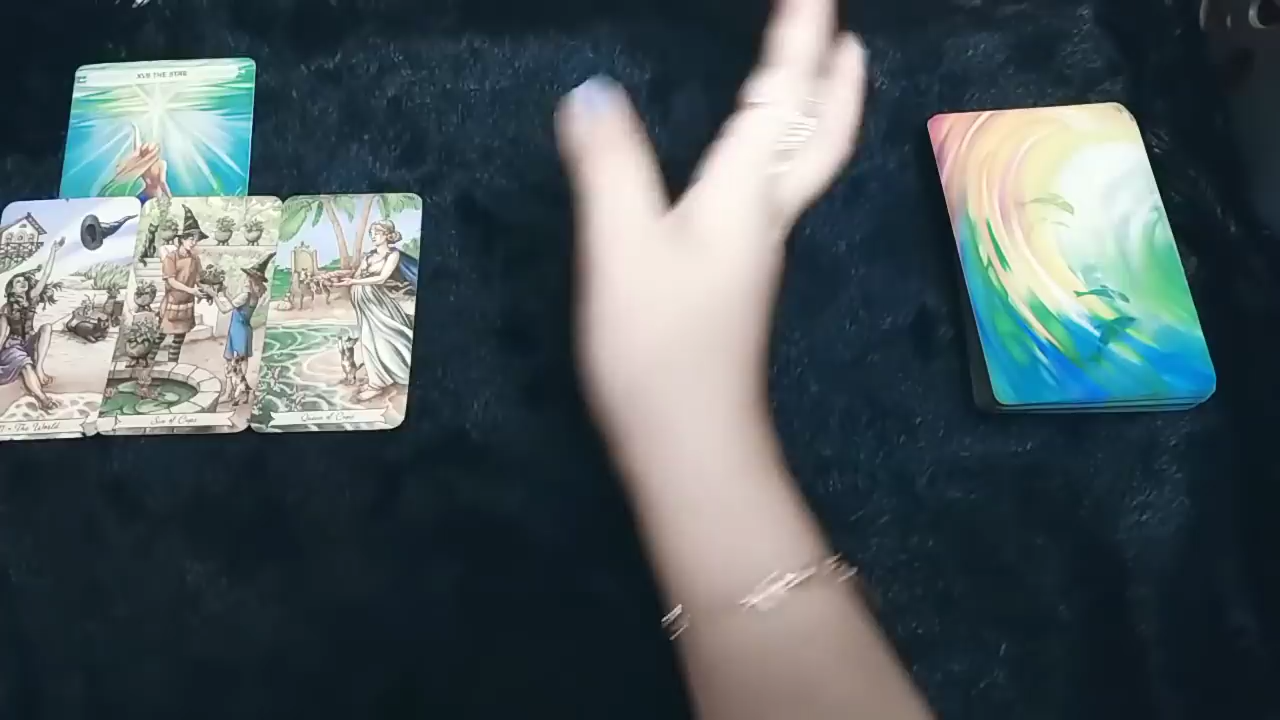 XVII THE STAR
The World
Six of Cups
Queen of Cups